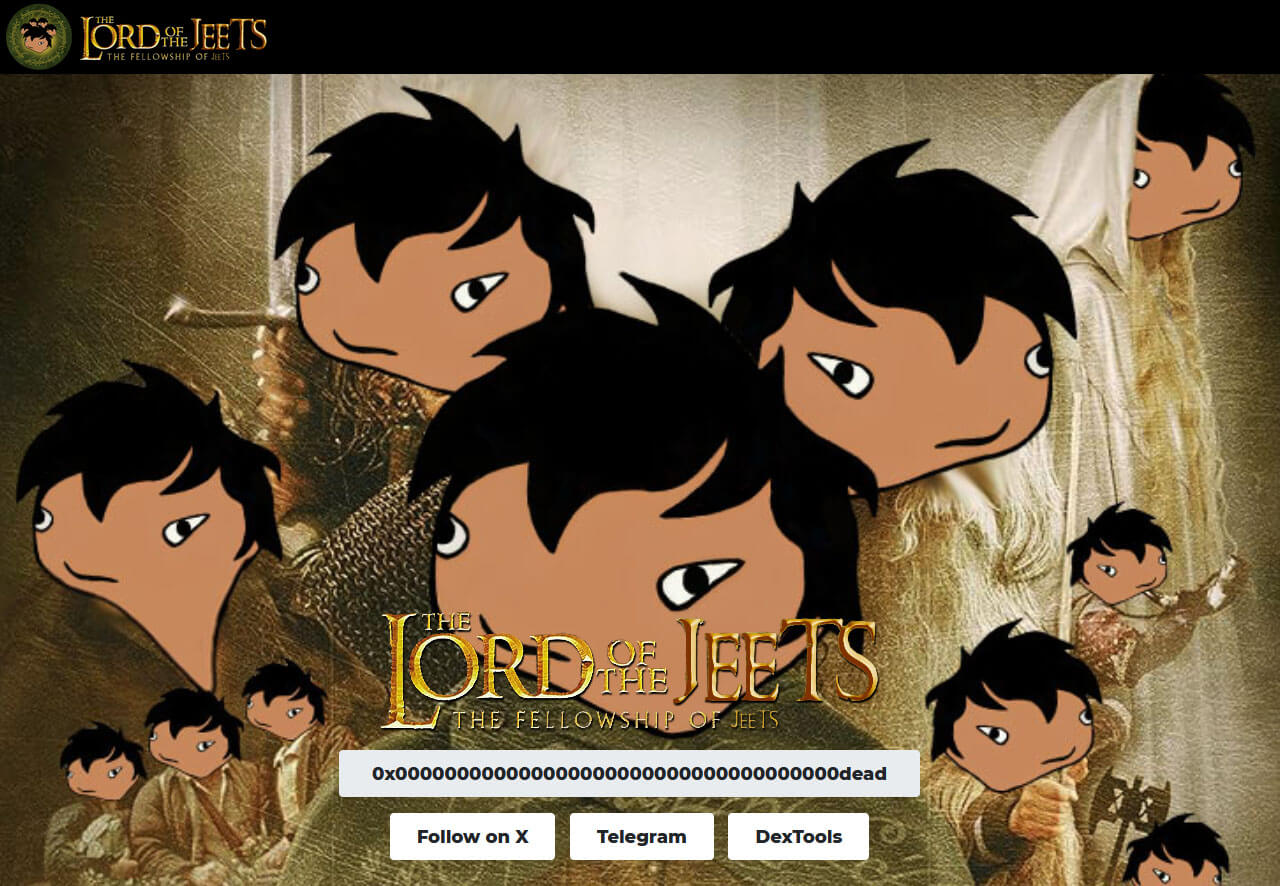 THE LORD OF THE JEETS
THE FELLOWSHIP OF JEETS
THE LORD OF THE JEETS
THE FELLOWSHIP OF JEETS
0x000000000000000000000000000000000000dead
Follow on X
Telegram
DexTools